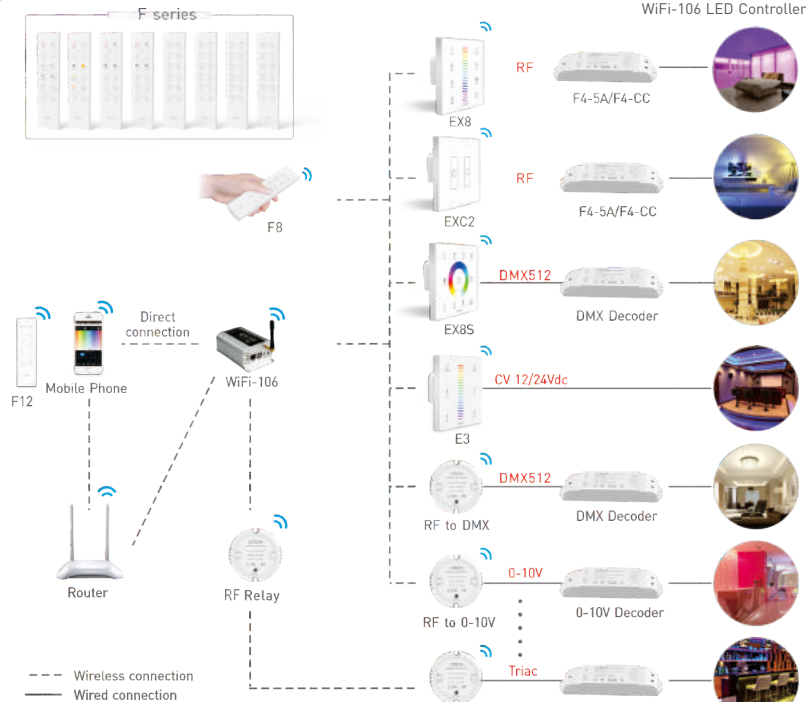 WiFi-106 LED Controller
F series
RF
F4-5A/F4-CC
EX8
RF
F4-5A/F4-CC
EXC2
F8
DMX512
DMX Decoder
EX8S
Direct
connection
WiFi-106
Mobile Phone
F12
CV 12/24Vdc
E3
DMX512
DMX Decoder
RF to DMX
Router
RF Relay
0-10V
0-10V Decoder
RF to 0-10V
Triac
Wireless connection
Wired connection